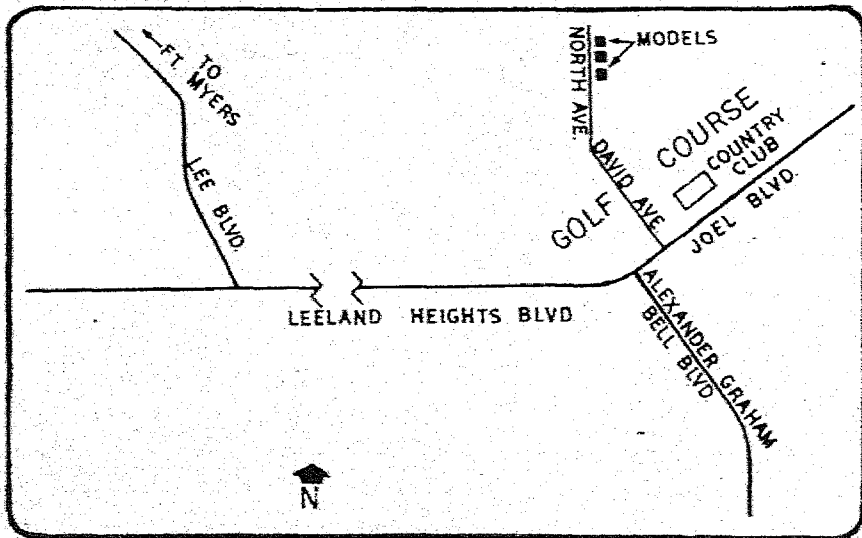 TO
FT. MYERS
LEE BLVD.
NORTH AVE.
MODELS
DAVID AVE.
GOLF COURSE
COUNTRY
CLUB
JOEL BLVD.
LEELAND HEIGHTS BLVD
ALEXANDER GRAHAM
BELL BLVD.
N